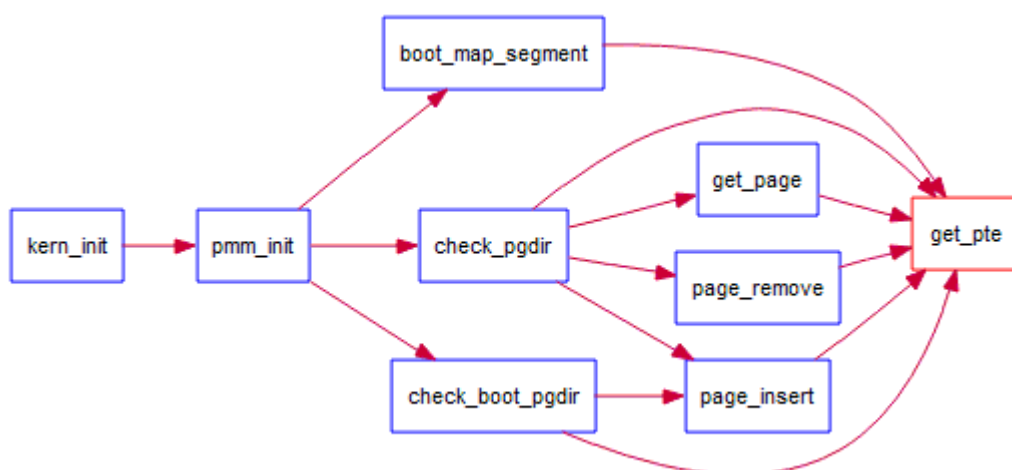 boot_map_segment
get_page
kern_init
pmm_init
check_pgdir
get_pte
page_remove
check_boot_pgdir
page_insert